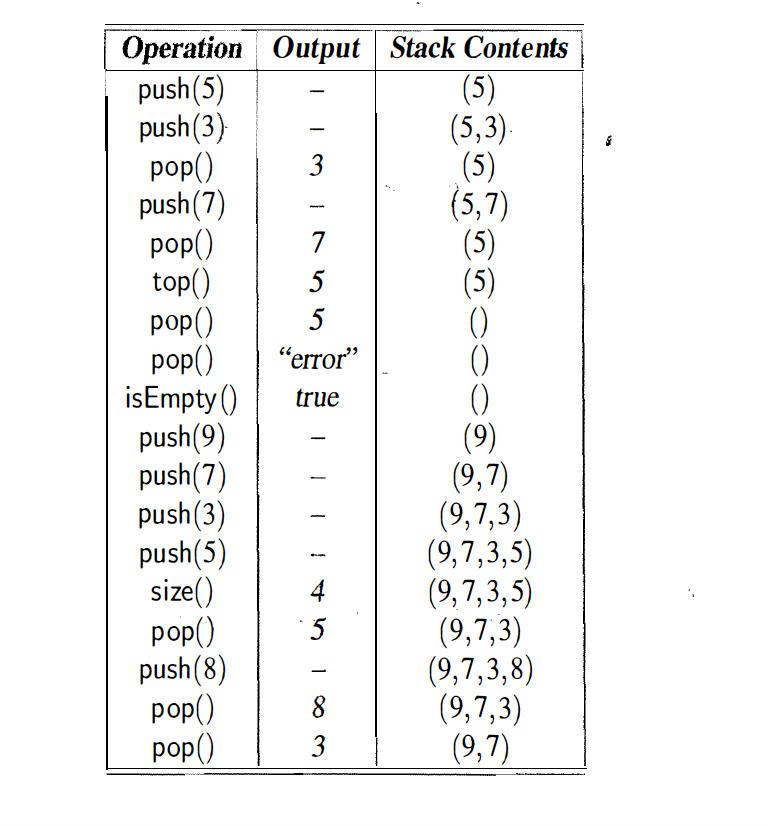 Operation Output Stack Contents
push(5) – (5)
push(3) – (5,3)
pop() 3 (5)
push(7) – (5,7)
pop() 7 (5)
top() 5 (5)
pop() 5 ()
pop() “error” ()
isEmpty() true ()
push(9) – (9)
push(7) – (9,7)
push(3) – (9,7,3)
push(5) – (9,7,3,5)
size() 4 (9,7,3,5)
pop() 5 (9,7,3)
push(8) – (9,7,3,8)
pop() 8 (9,7,3)
pop() 3 (9,7)